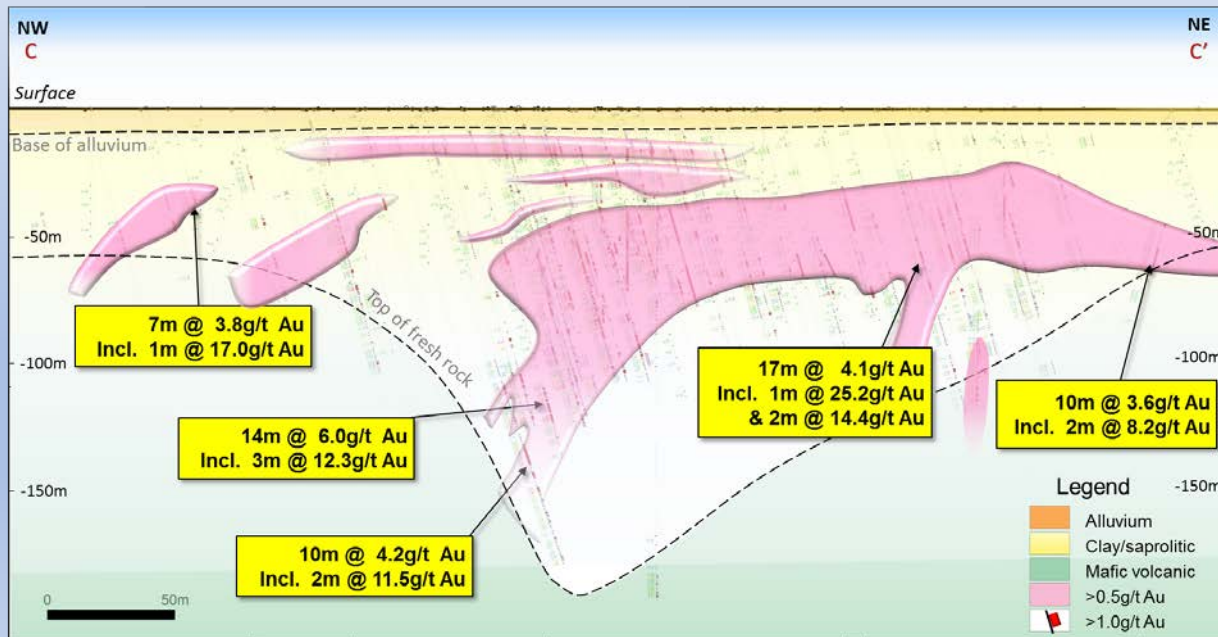 NW
C
NE
C’
Surface
Base of alluvium
-50m
-50m
Top of fresh rock
7m @ 3.8g/t Au
Incl. 1m @ 17.0g/t Au
-100m
-100m
17m @ 4.1g/t Au
Incl. 1m @ 25.2g/t Au
& 2m @ 14.4g/t Au
10m @ 3.6g/t Au
Incl. 2m @ 8.2g/t Au
14m @ 6.0g/t Au
Incl. 3m @ 12.3g/t Au
-150m
-150m
10m @ 4.2g/t Au
Incl. 2m @ 11.5g/t Au
0 50m
Legend
Alluvium
Clay/saprolitic
Mafic volcanic
>0.5g/t Au
>1.0g/t Au